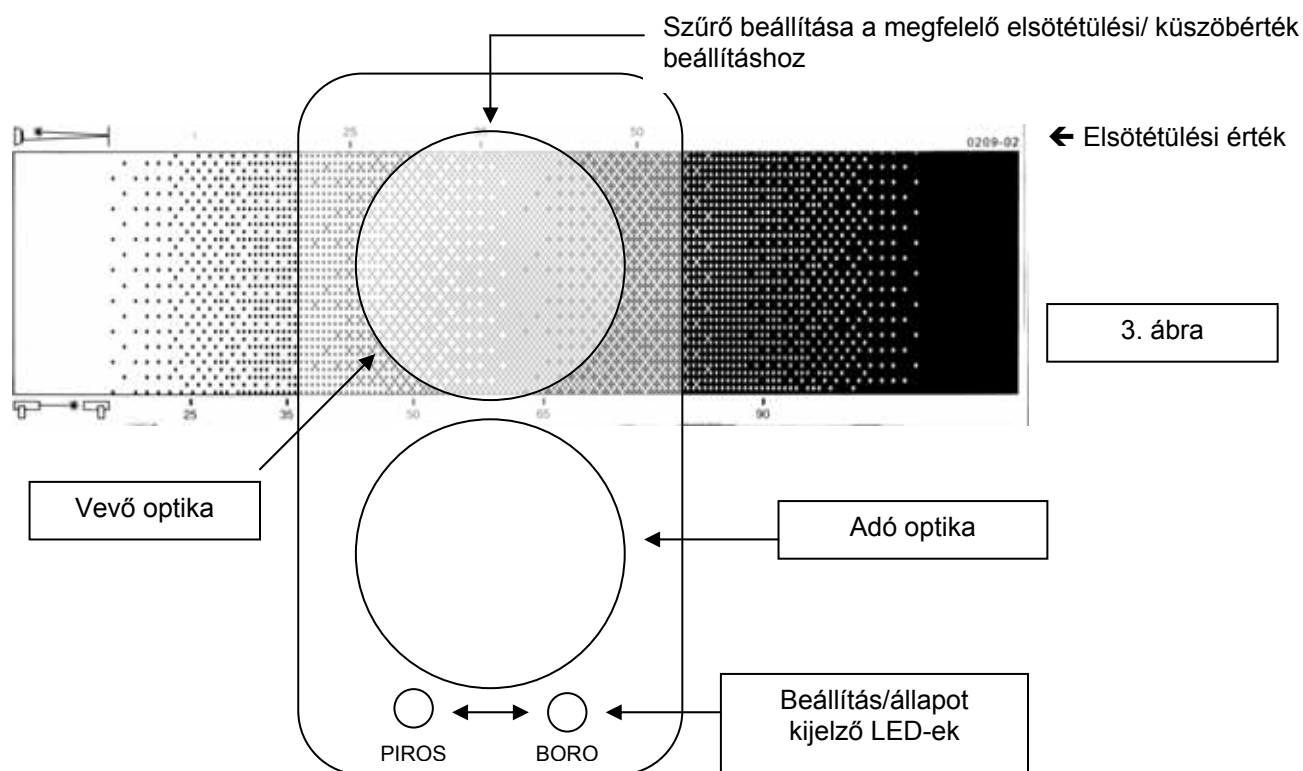 Szűrő beállítása a megfelelő elsötétülési/ küszöbérték
beállításhoz
25
50
0209-02
← Elsötétülési érték
3. ábra
25
35
50
65
90
Vevő optika
Adó optika
Beállítás/állapot
kijelző LED-ek
PIROS
BORO